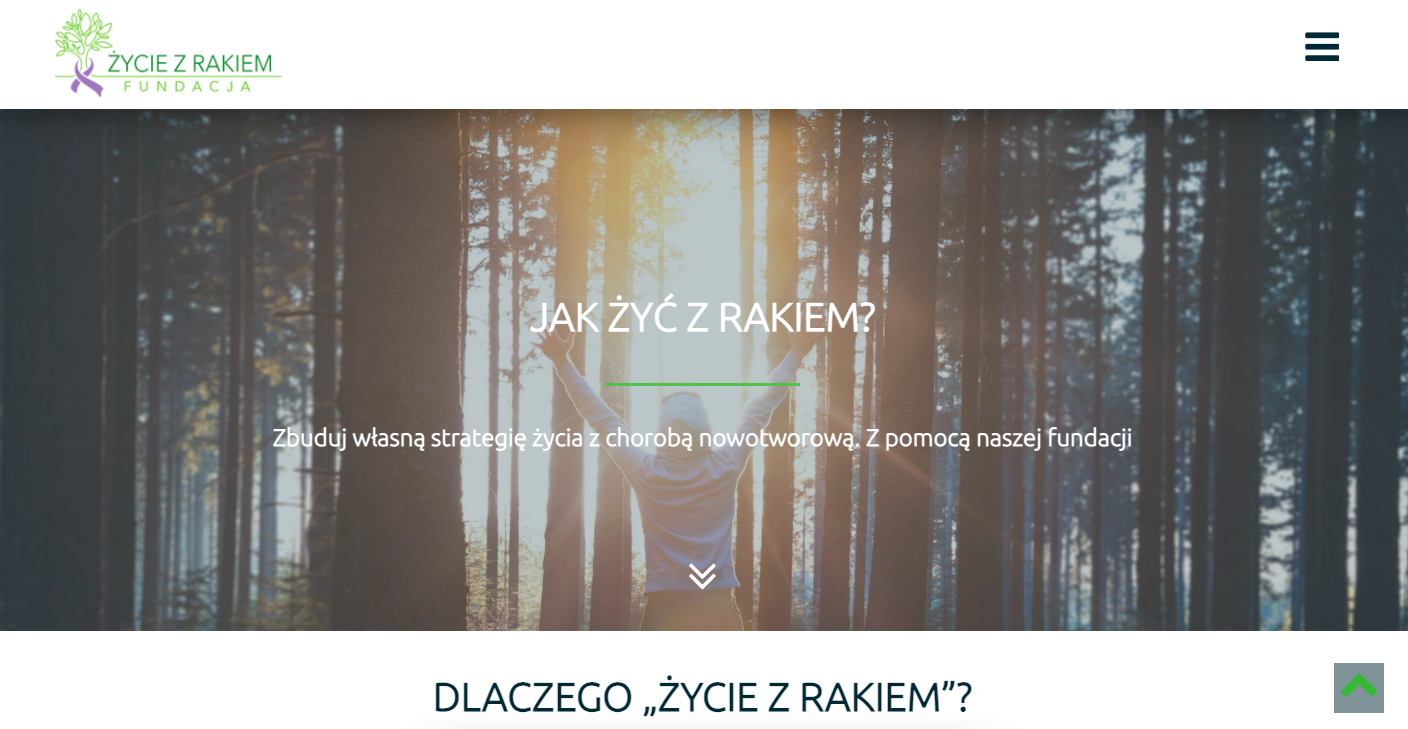 ŻYCIE Z RAKIEM
FUNDACJA
JAK ŻYĆ Z RAKIEM?
Zbuduj własną strategię życia z chorobą nowotworową. Z pomocą naszej fundacji
DLACZEGO „ŻYCIE Z RAKIEM”?